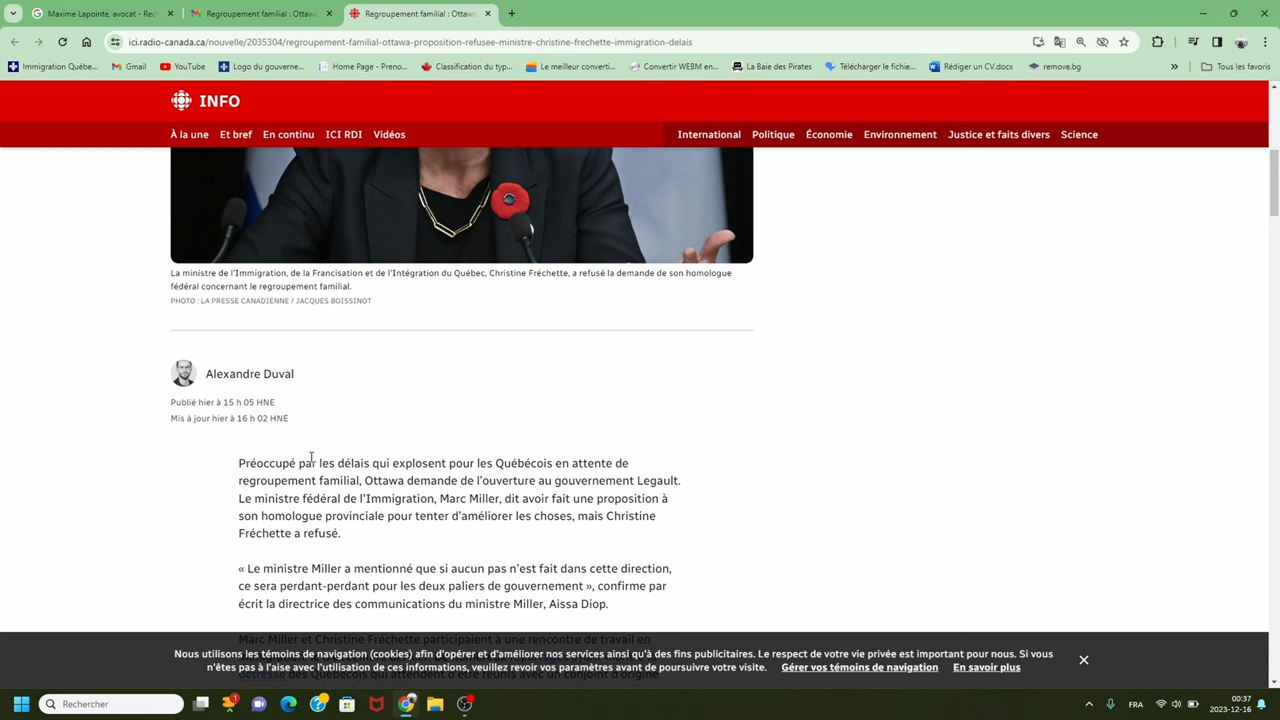 Maxime Lapointe, avocat - Rec
Regroupement familial : Ottawa
Regroupement familial : Ottawa
ici.radio-canada.ca/nouvelle/2035304/regroupement-familial-ottawa-proposition-refusee-ministre-christine-frechette-immigration-delais
Immigration Québe...
Gmail
YouTube
Logo du gouverne...
Home Page - Preno...
Classification du typ...
Le meilleur converti...
Convertir WEBM en...
La Baie des Pirates
Télécharger le fichie...
Rédiger un CV.docx
remove.bg
»
Tous les favoris
INFO
À la une Et bref En continu ICI RDI Vidéos
International Politique Économie Environnement Justice et faits divers Science
La ministre de l'Immigration, de la Francisation et de l'Intégration du Québec, Christine Fréchette, a refusé la demande de son homologue
fédéral concernant le regroupement familial.
PHOTO : LA PRESSE CANADIENNE / JACQUES BOISSINOT
Alexandre Duval
Publié hier à 15 h 05 HNE
Mis à jour hier à 16 h 02 HNE
Préoccupé par les délais qui explosent pour les Québécois en attente de
regroupement familial, Ottawa demande de l'ouverture au gouvernement Legault.
Le ministre fédéral de l'Immigration, Marc Miller, dit avoir fait une proposition à
son homologue provinciale pour tenter d'améliorer les choses, mais Christine
Fréchette a refusé.
« Le ministre Miller a mentionné que si aucun pas n'est fait dans cette direction,
ce sera perdant-perdant pour les deux paliers de gouvernement », confirme par
écrit la directrice des communications du ministre Miller, Aissa Diop.
Marc Miller et Christine Fréchette participaient à une rencontre de travail en
détresse des Québécois qui attendent d'être réunis avec un conjoint d'origine
Nous utilisons les témoins de navigation (cookies) afin d'opérer et d'améliorer nos services ainsi qu'à des fins publicitaires. Le respect de votre vie privée est important pour nous. Si vous
n'êtes pas à l'aise avec l'utilisation de ces informations, veuillez revoir vos paramètres avant de poursuivre votre visite. Gérer vos témoins de navigation En savoir plus
Rechercher
1
FRA
00:37
2023-12-16